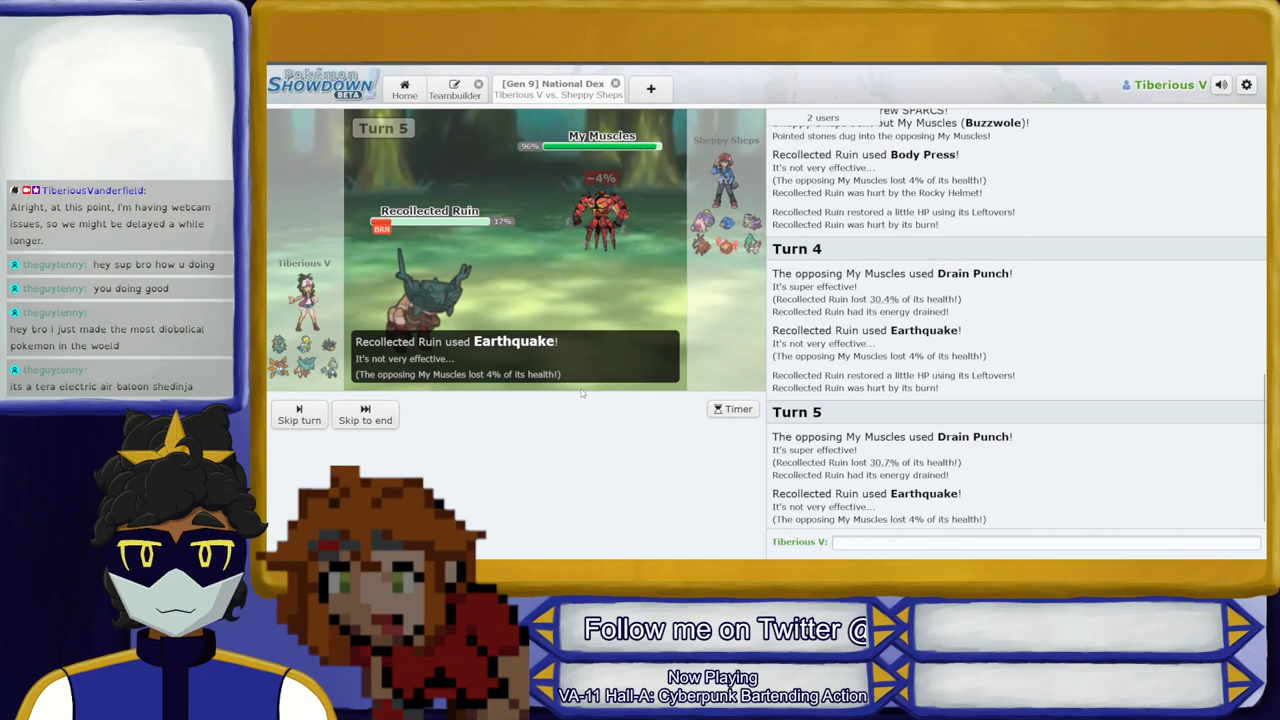 TiberiousVanderfield:
Alright, at this point, I'm having webcam
issues, so we might be delayed a while
longer.
theguylenny: hey sup bro how u doing
theguylenny: you doing good
theguylenny:
hey bro i just made the most diobolical
pokemon in the woeld
theguylenny:
its a tera electric air baloon shedinja
Pokémon
SHOWDOWN!
BETA
Home
Teambuilder
[Gen 9] National Dex
Tiberious V vs. Sheppy Sheps
+
Tiberious V
Turn 5
My Muscles
96%
−4%
Recollected Ruin
17%
BRN
Tiberious V
Sheppy Sheps
Recollected Ruin used Earthquake!
It's not very effective...
(The opposing My Muscles lost 4% of its health!)
Skip turn
Skip to end
Timer
2 users
rew SPARCS!
out My Muscles (Buzzwole)!
Pointed stones dug into the opposing My Muscles!
Recollected Ruin used Body Press!
It's not very effective...
(The opposing My Muscles lost 4% of its health!)
Recollected Ruin was hurt by the Rocky Helmet!
Recollected Ruin restored a little HP using its Leftovers!
Recollected Ruin was hurt by its burn!
Turn 4
The opposing My Muscles used Drain Punch!
It's super effective!
(Recollected Ruin lost 30.4% of its health!)
Recollected Ruin had its energy drained!
Recollected Ruin used Earthquake!
It's not very effective...
(The opposing My Muscles lost 4% of its health!)
Recollected Ruin restored a little HP using its Leftovers!
Recollected Ruin was hurt by its burn!
Turn 5
The opposing My Muscles used Drain Punch!
It's super effective!
(Recollected Ruin lost 30.7% of its health!)
Recollected Ruin had its energy drained!
Recollected Ruin used Earthquake!
It's not very effective...
(The opposing My Muscles lost 4% of its health!)
Tiberious V:
Follow me on Twitter @
Now Playing
VA-11 Hall-A: Cyberpunk Bartending Action